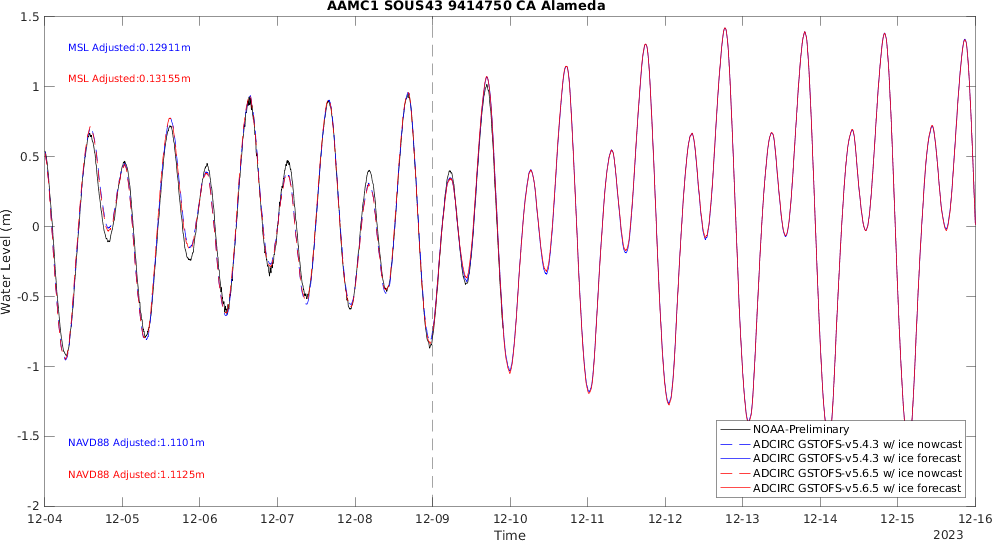 AAMC1 SOUS43 9414750 CA Alameda
1.5
1
0.5
0
-0.5
-1
-1.5
-2
Water Level (m)
MSL Adjusted:0.12911m
MSL Adjusted:0.13155m
NAVD88 Adjusted:1.1101m
NAVD88 Adjusted:1.1125m
NOAA-Preliminary
ADCIRC GSTOFS-v5.4.3 w/ ice nowcast
ADCIRC GSTOFS-v5.4.3 w/ ice forecast
ADCIRC GSTOFS-v5.6.5 w/ ice nowcast
ADCIRC GSTOFS-v5.6.5 w/ ice forecast
12-04 12-05 12-06 12-07 12-08 12-09 12-10 12-11 12-12 12-13 12-14 12-15 12-16
Time
2023